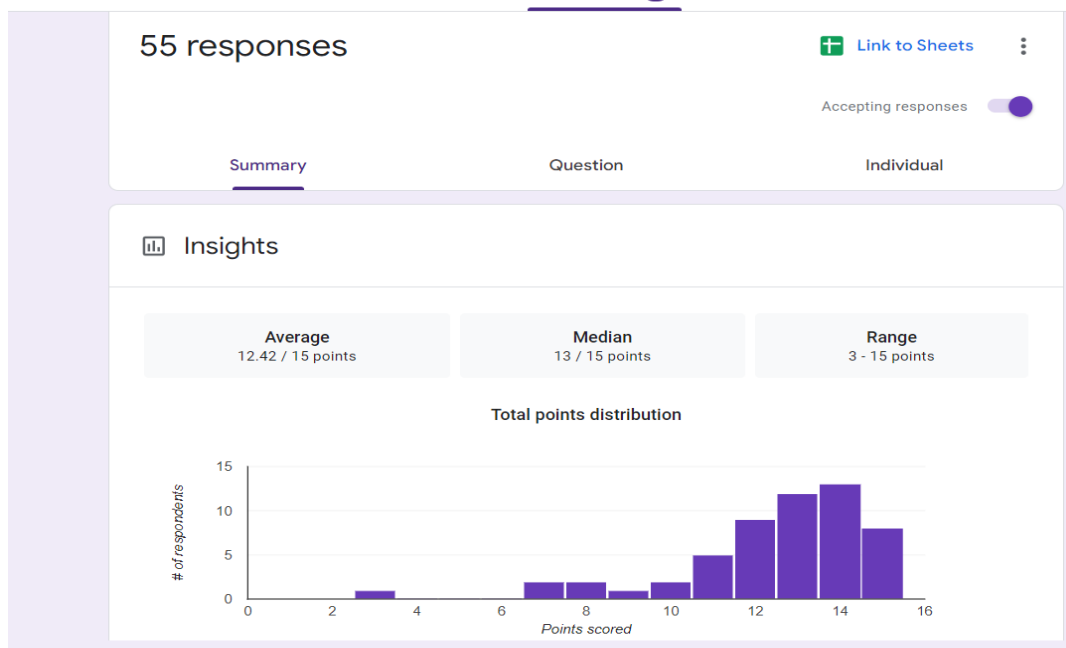 55 responses
Link to Sheets
Accepting responses
Summary Question Individual
Insights
Average Median Range
12.42 / 15 points 13 / 15 points 3 - 15 points
Total points distribution
# of respondents
15
10
5
0
0 2 4 6 8 10 12 14 16
Points scored